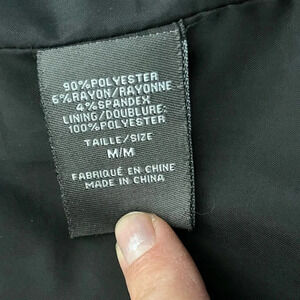 90%POLYESTER
6%RAYON/RAYONNE
4%SPANDEX
LINING/DOUBLURE:
100%POLYESTER
TAILLE/SIZE
M/M
FABRIQUÉ EN CHINE
MADE IN CHINA